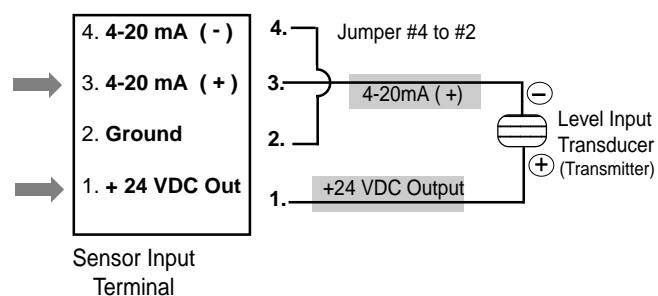 4. 4-20 mA ( - )
3. 4-20 mA ( + )
2. Ground
1. + 24 VDC Out
Sensor Input
Terminal
4.
3.
2.
1.
Jumper #4 to #2
4-20mA ( +)
+24 VDC Output
−
+
Level Input
Transducer
(Transmitter)